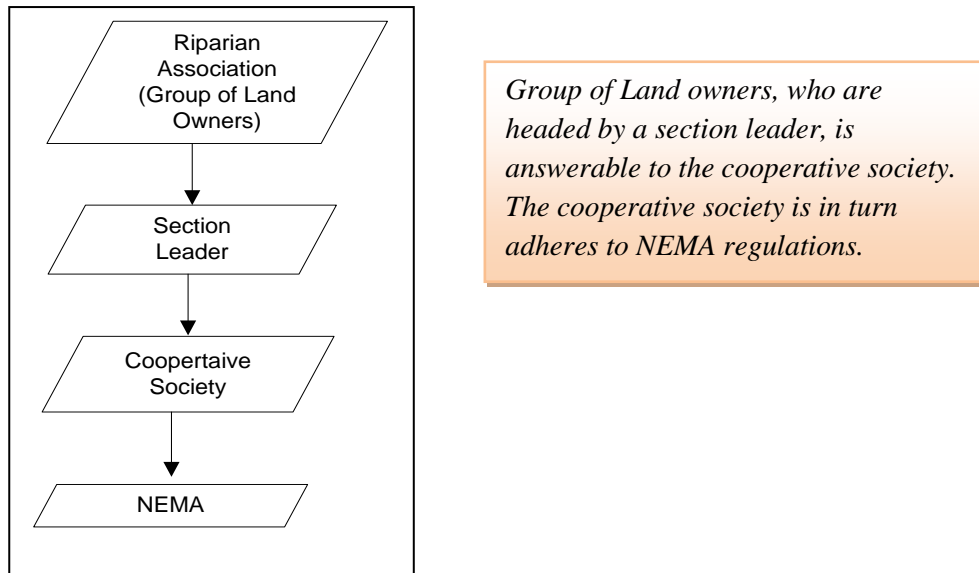 Riparian
Association
(Group of Land
Owners)
Section
Leader
Coopertaive
Society
NEMA
Group of Land owners, who are
headed by a section leader, is
answerable to the cooperative society.
The cooperative society is in turn
adheres to NEMA regulations.